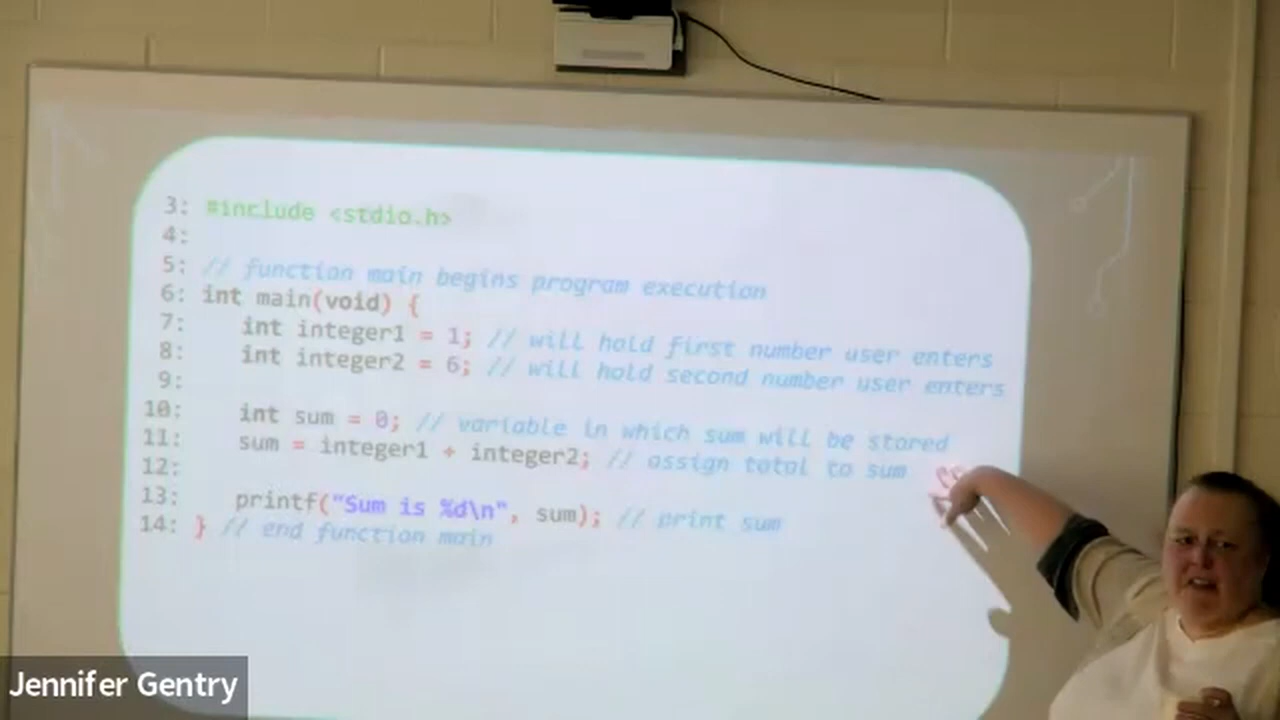 3: #include <stdio.h>
4:
5: // function main begins program execution
6: int main(void) {
7: int integer1 = 1; // will hold first number user enters
8: int integer2 = 6; // will hold second number user enters
9:
10: int sum = 0; // variable in which sum will be stored
11: sum = integer1 + integer2; // assign total to sum
12:
13: printf("Sum is %d\n", sum); // print sum
14: } // end function main
Jennifer Gentry